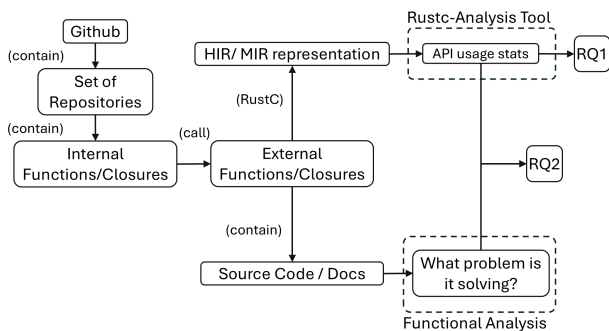 Github
(contain)
Set of
Repositories
(contain)
Internal
Functions/Closures
(call)
External
Functions/Closures
(RustC)
HIR/ MIR representation
Rustc-Analysis Tool
API usage stats
RQ1
RQ2
(contain)
Source Code / Docs
What problem is
it solving?
Functional Analysis